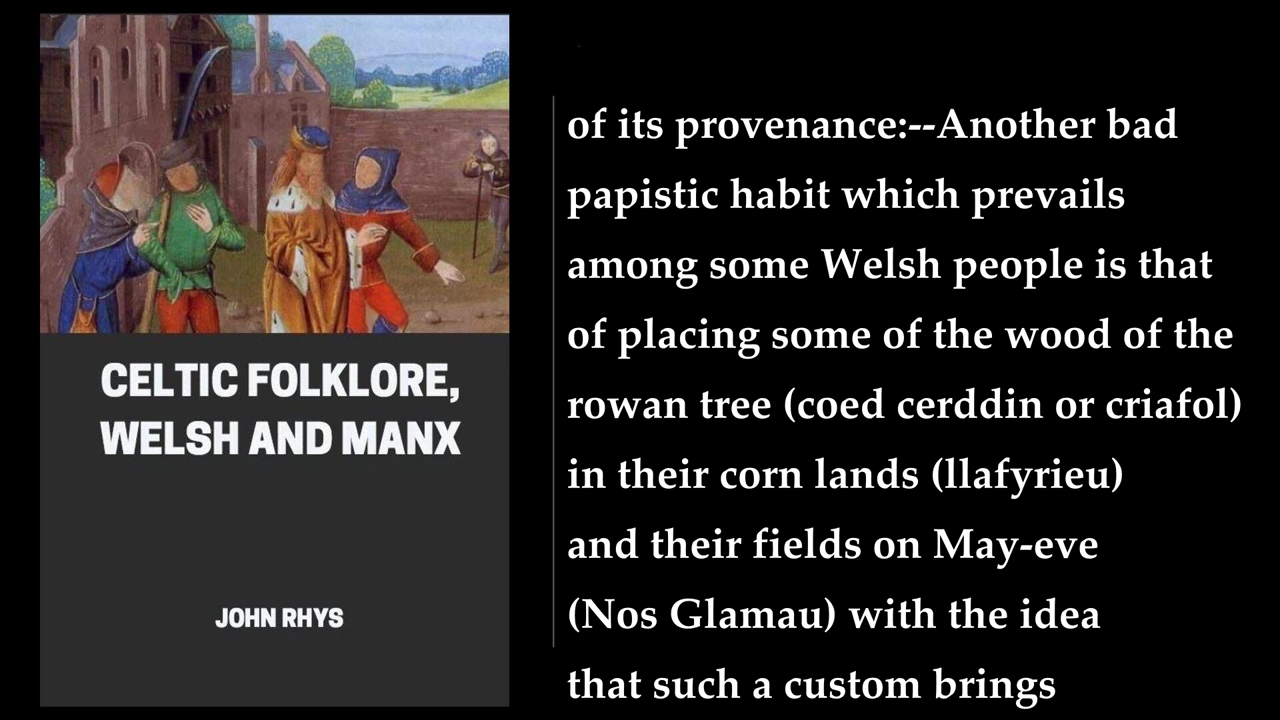 CELTIC FOLKLORE,
WELSH AND MANX
JOHN RHYS
of its provenance:--Another bad
papistic habit which prevails
among some Welsh people is that
of placing some of the wood of the
rowan tree (coed cerddin or criafol)
in their corn lands (llafyrieu)
and their fields on May-eve
(Nos Glamau) with the idea
that such a custom brings